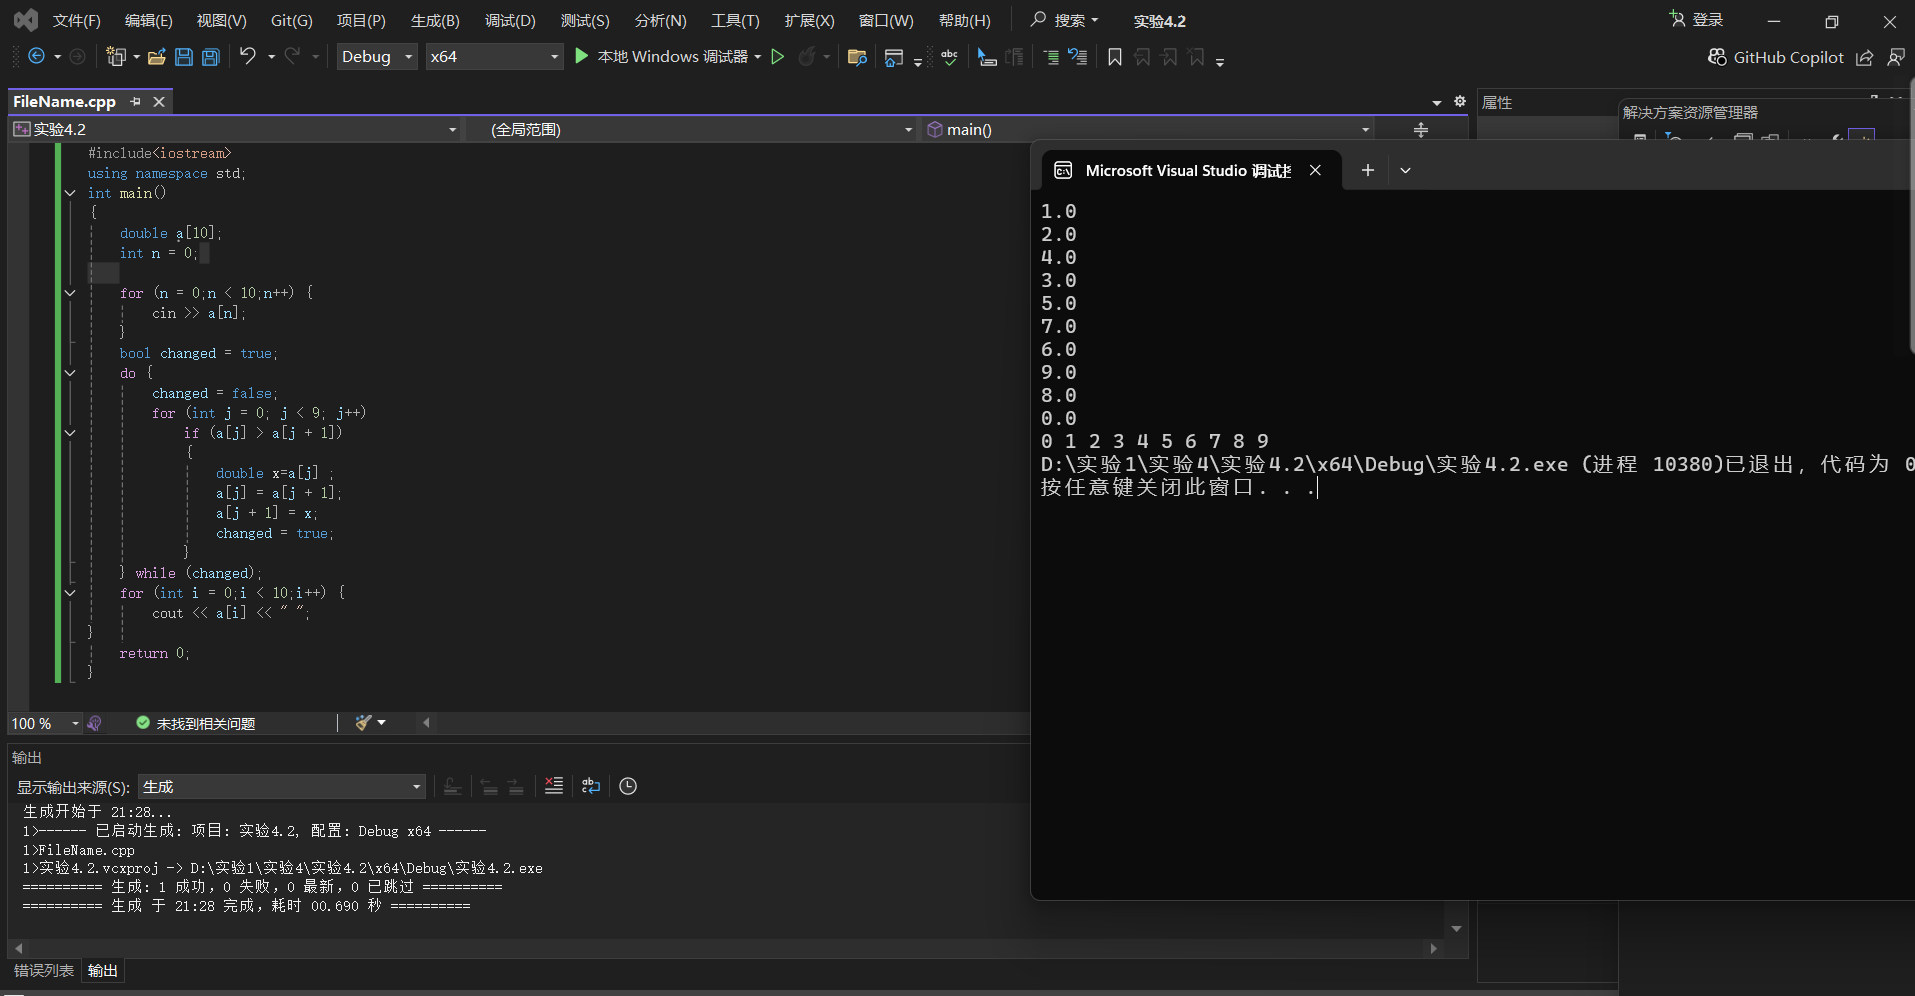 文件(F) 编辑(E) 视图(V) Git(G) 项目(P) 生成(B) 调试(D) 测试(S) 分析(N) 工具(T) 扩展(X) 窗口(W) 帮助(H) 搜索 实验4.2 登录
Debug x64 本地 Windows 调试器 GitHub Copilot
FileName.cpp
实验4.2 (全局范围) main()
#include<iostream>
using namespace std;
int main()
{
double a[10];
int n = 0;
for (n = 0;n < 10;n++) {
cin >> a[n];
}
bool changed = true;
do {
changed = false;
for (int j = 0; j < 9; j++)
if (a[j] > a[j + 1])
{
double x=a[j] ;
a[j] = a[j + 1];
a[j + 1] = x;
changed = true;
}
} while (changed);
for (int i = 0;i < 10;i++) {
cout << a[i] << " ";
}
return 0;
}
100 % 未找到相关问题
输出
显示输出来源(S): 生成
生成开始于 21:28...
1>------ 已启动生成: 项目: 实验4.2, 配置: Debug x64 ------
1>FileName.cpp
1>实验4.2.vcxproj -> D:\实验1\实验4\实验4.2\x64\Debug\实验4.2.exe
========== 生成: 1 成功，0 失败，0 最新，0 已跳过 ==========
========== 生成 于 21:28 完成，耗时 00.690 秒 ==========
错误列表 输出
属性
解决方案资源管理器
Microsoft Visual Studio 调试
1.0
2.0
4.0
3.0
5.0
7.0
6.0
9.0
8.0
0.0
0 1 2 3 4 5 6 7 8 9
D:\实验1\实验4\实验4.2\x64\Debug\实验4.2.exe (进程 10380)已退出，代码为 0
按任意键关闭此窗口. . .